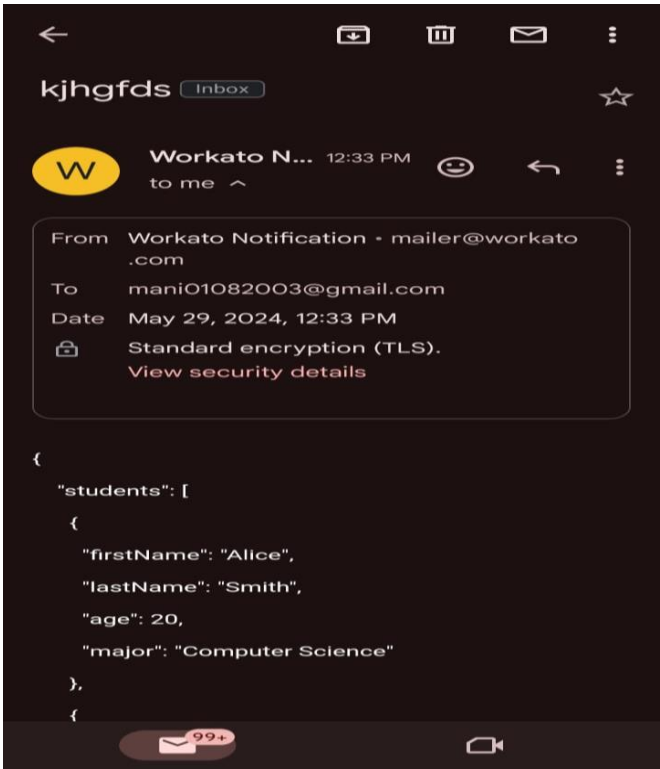 kjhgfds Inbox
W
Workato N... 12:33 PM
to me
From Workato Notification • mailer@workato
.com
To mani01082003@gmail.com
Date May 29, 2024, 12:33 PM
Standard encryption (TLS).
View security details
{
"students": [
{
"firstName": "Alice",
"lastName": "Smith",
"age": 20,
"major": "Computer Science"
},
{
99+